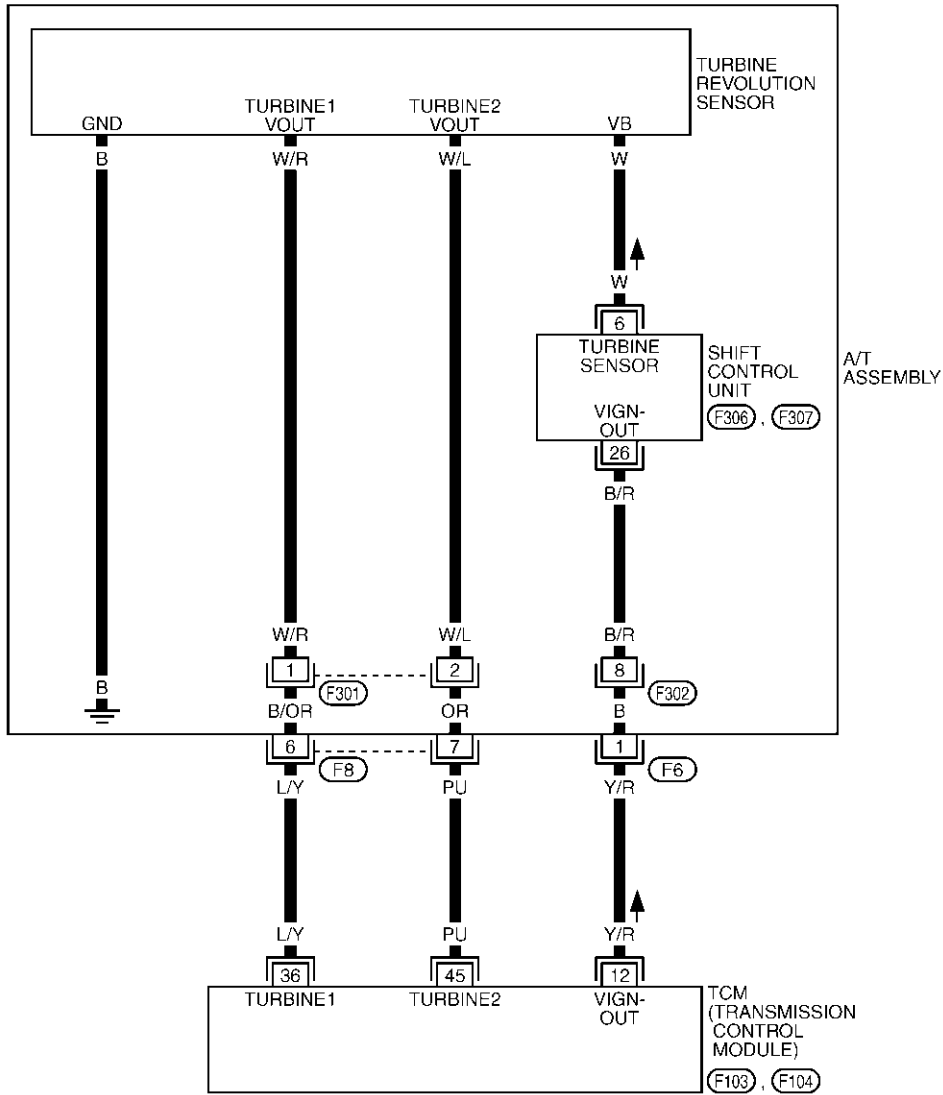 TURBINE
REVOLUTION
SENSOR
GND
TURBINE1
VOUT
TURBINE2
VOUT
VB
B
W/R
W/L
W
W
6
TURBINE
SENSOR
VIGN-
OUT
26
SHIFT
CONTROL
UNIT
F306 , F307
A/T
ASSEMBLY
B/R
W/R
W/L
B/R
1
2
8
F301
F302
B
B/OR
OR
B
6
7
1
F8
F6
L/Y
PU
Y/R
L/Y
PU
Y/R
36
45
12
TURBINE1
TURBINE2
VIGN-
OUT
TCM
(TRANSMISSION
CONTROL
MODULE)
F103 , F104